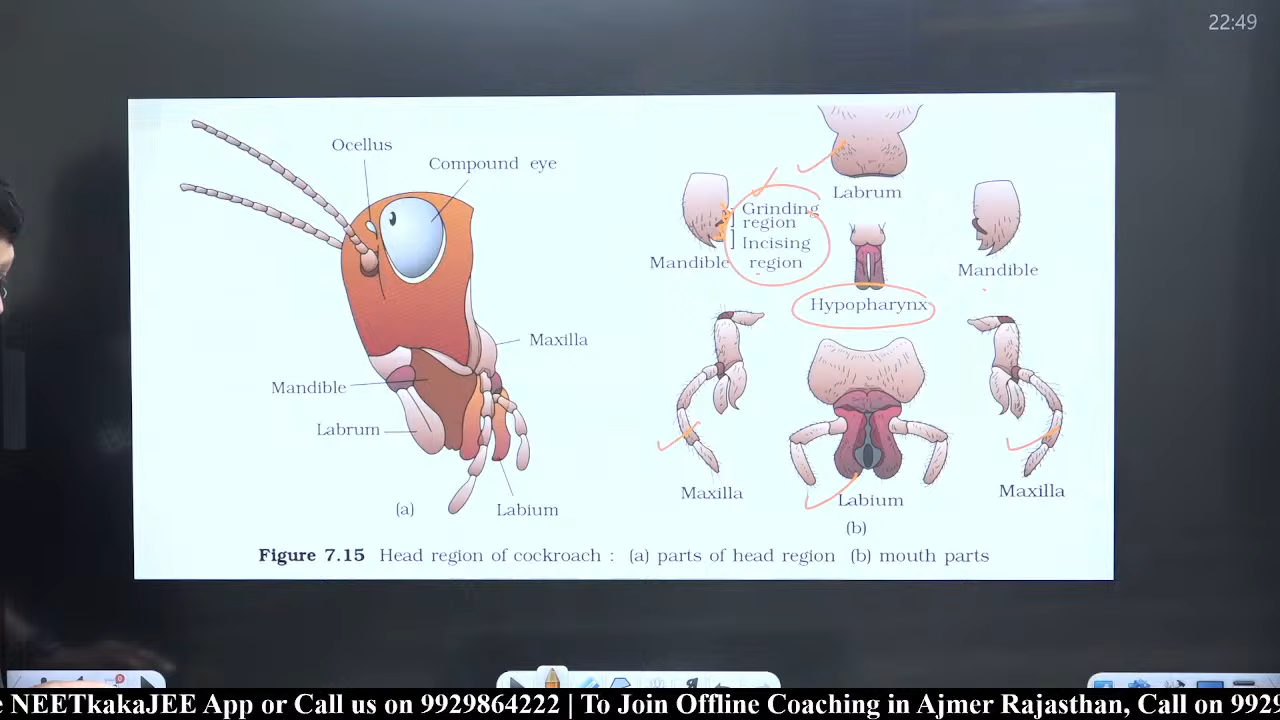 22:49
Ocellus
Compound eye
Maxilla
Mandible
Labrum
Labium
(a)
Labrum
Grinding
region
Incising
region
Mandible
Mandible
Hypopharynx
Maxilla
Labium
Maxilla
(b)
Figure 7.15 Head region of cockroach : (a) parts of head region (b) mouth parts
NEETkakaJEE App or Call us on 9929864222 | To Join Offline Coaching in Ajmer Rajasthan, Call on 992